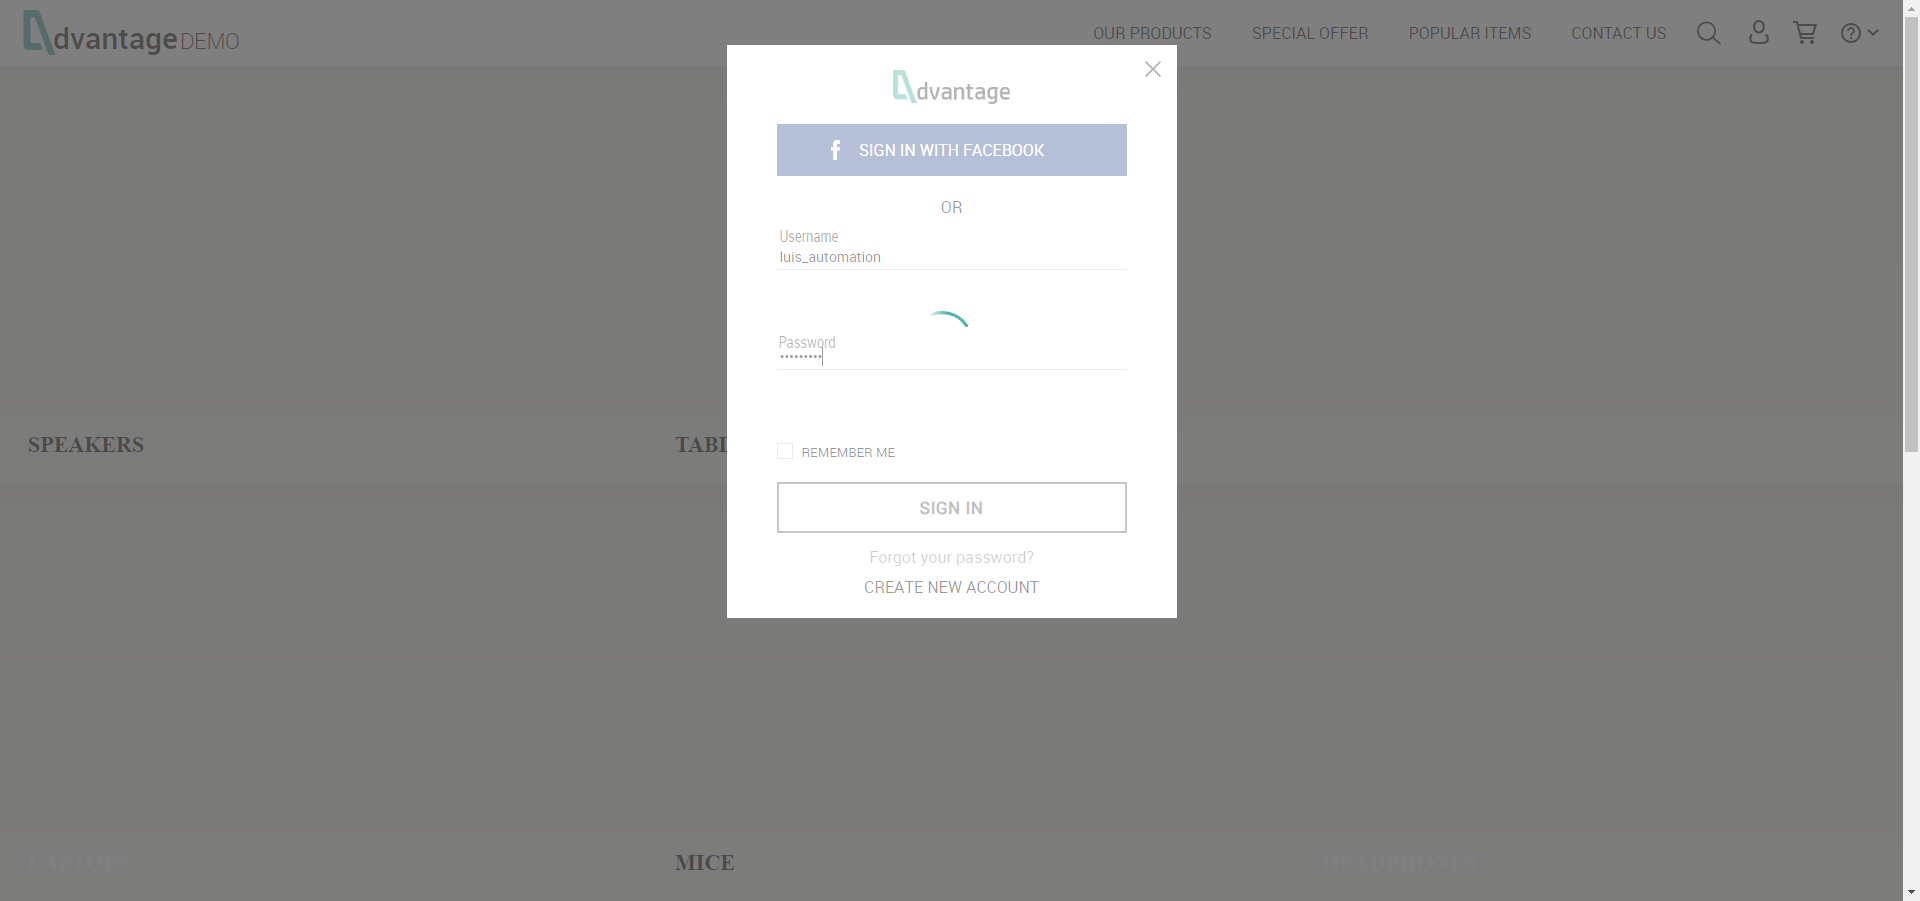 dvantage DEMO
OUR PRODUCTS
SPECIAL OFFER
POPULAR ITEMS
CONTACT US
dvantage
SIGN IN WITH FACEBOOK
OR
Username
luis_automation
Password
•••••••••
REMEMBER ME
SIGN IN
Forgot your password?
CREATE NEW ACCOUNT
SPEAKERS
TABL
LAPTOPS
MICE
HEADPHONES